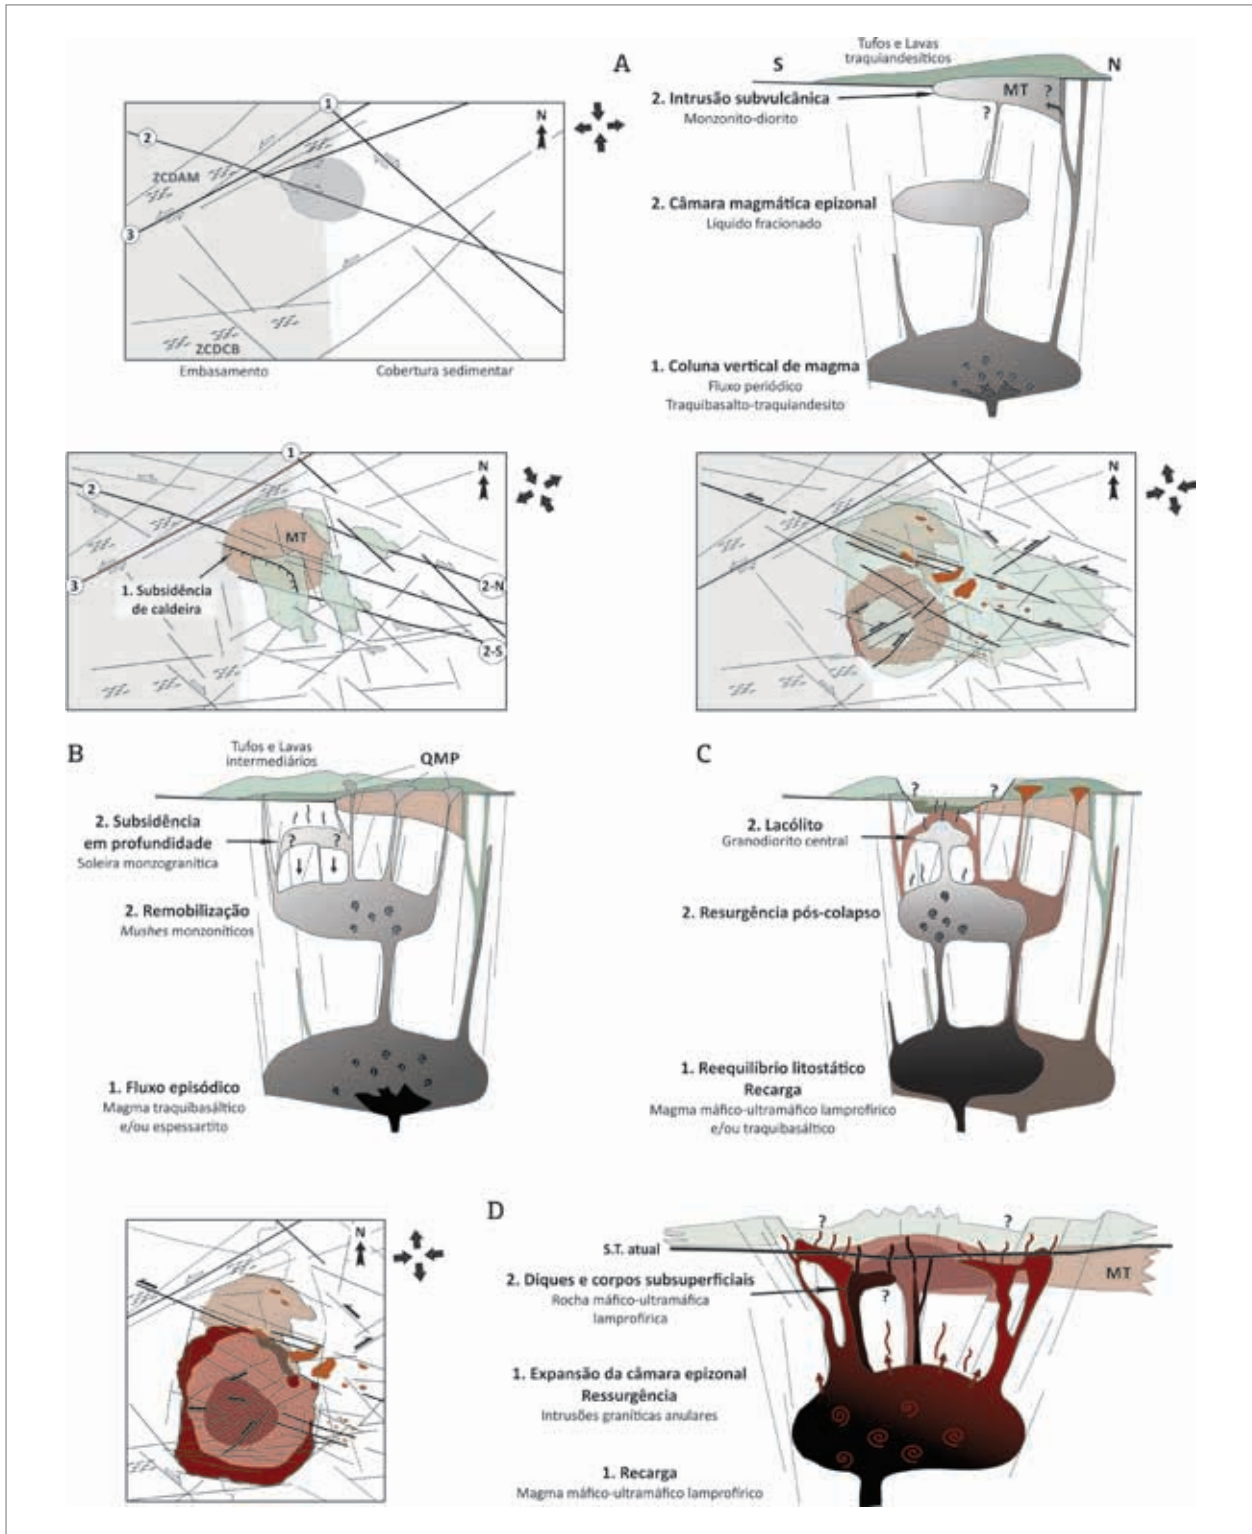 A
1
2
3
N
ZCDAM
ZCDCB
Embasamento
Cobertura sedimentar
Tufos e Lavas
traquiandesíticos
S
N
MT
?
?
2. Intrusão subvulcânica
Monzonito-diorito
2. Câmara magmática epizonal
Líquido fracionado
1. Coluna vertical de magma
Fluxo periódico
Traquibasalto-traquiandesito
1
2
3
N
MT
1. Subsidência
de caldeira
2-N
2-S
N
B
Tufos e Lavas
intermediários
QMP
2. Subsidência
em profundidade
Soleira monzogranítica
? ?
2. Remobilização
Mushes monzoníticos
1. Fluxo episódico
Magma traquibasáltico
e/ou espessartito
C
? ?
2. Lacólito
Granodiorito central
2. Resurgência pós-colapso
1. Reequilíbrio litostático
Recarga
Magma máfico-ultramáfico lamprofírico
e/ou traquibasáltico
N
D
? ?
S.T. atual
MT
2. Diques e corpos subsuperficiais
Rocha máfico-ultramáfica
lamprofírica
?
1. Expansão da câmara epizonal
Ressurgência
Intrusões graníticas anulares
1. Recarga
Magma máfico-ultramáfico lamprofírico